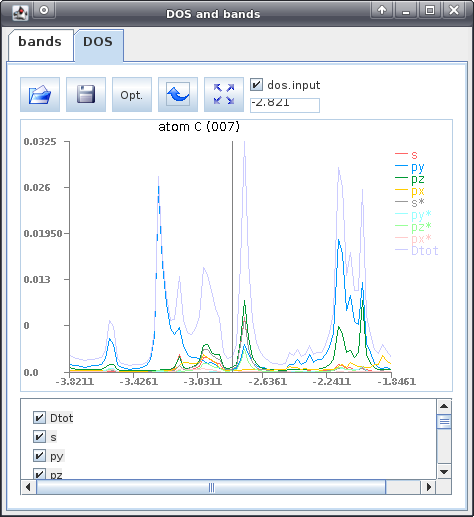 DOS and bands
bands DOS
Opt.
dos.input
-2.821
atom C (007)
0.0325
0.026
0.01950
0.013
0
0.0
-3.8211 -3.4261 -3.0311 -2.6361 -2.2411 -1.8461
s
py
pz
px
s*
py*
pz*
px*
Dtot
Dtot
s
py
pz